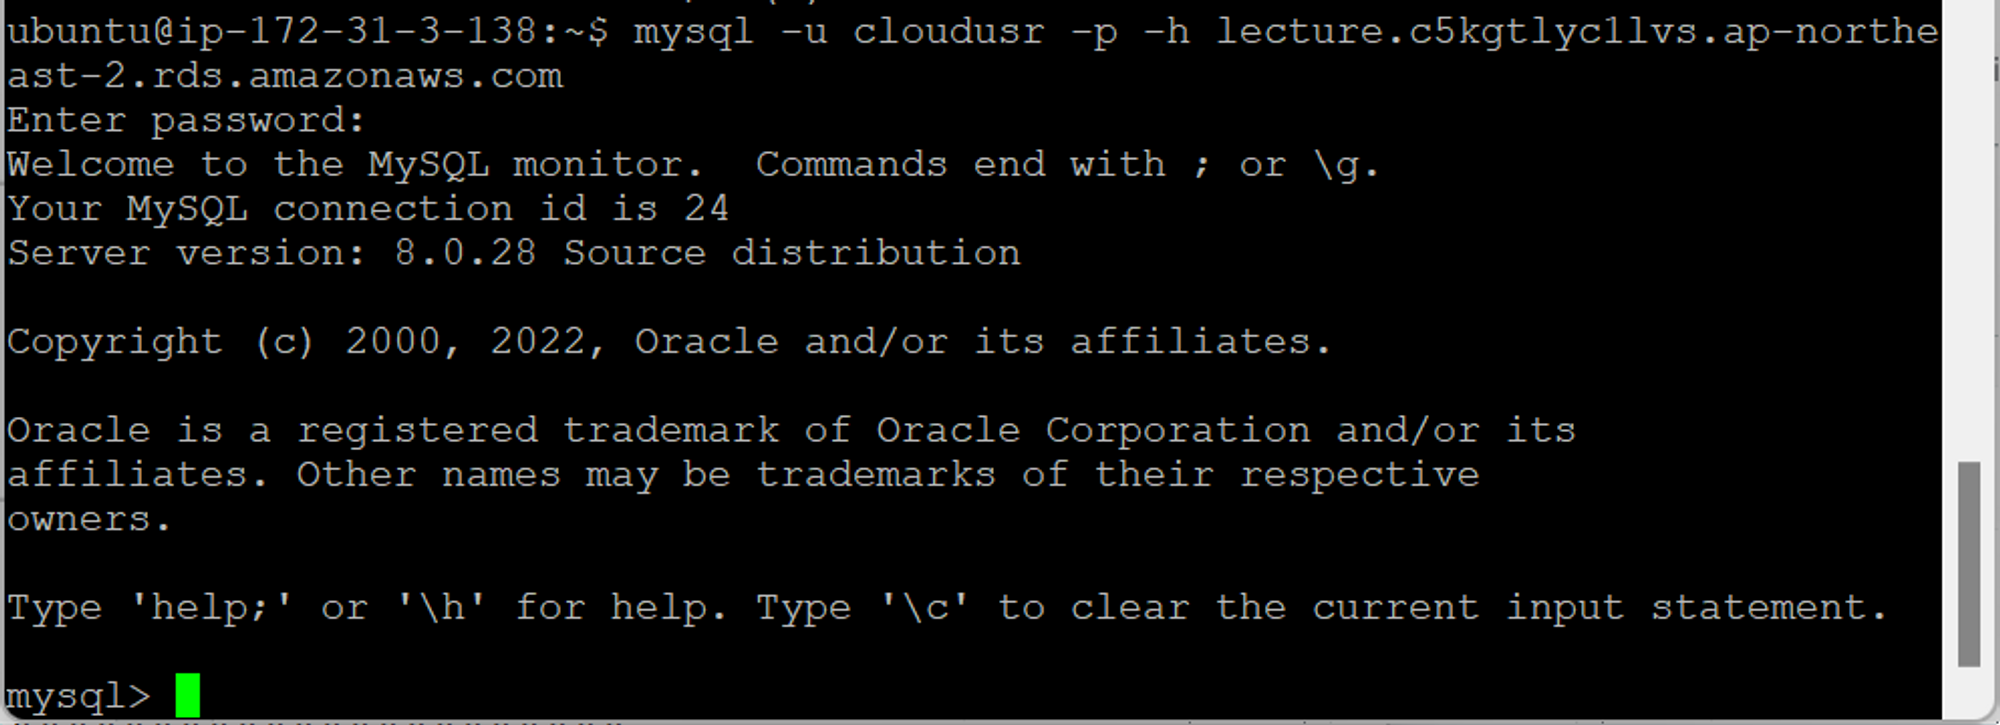 ubuntu@ip-172-31-3-138:~$ mysql -u cloudusr -p -h lecture.c5kgtlyc1lvs.ap-northe
ast-2.rds.amazonaws.com
Enter password:
Welcome to the MySQL monitor.  Commands end with ; or \g.
Your MySQL connection id is 24
Server version: 8.0.28 Source distribution

Copyright (c) 2000, 2022, Oracle and/or its affiliates.

Oracle is a registered trademark of Oracle Corporation and/or its
affiliates. Other names may be trademarks of their respective
owners.

Type 'help;' or '\h' for help. Type '\c' to clear the current input statement.

mysql>